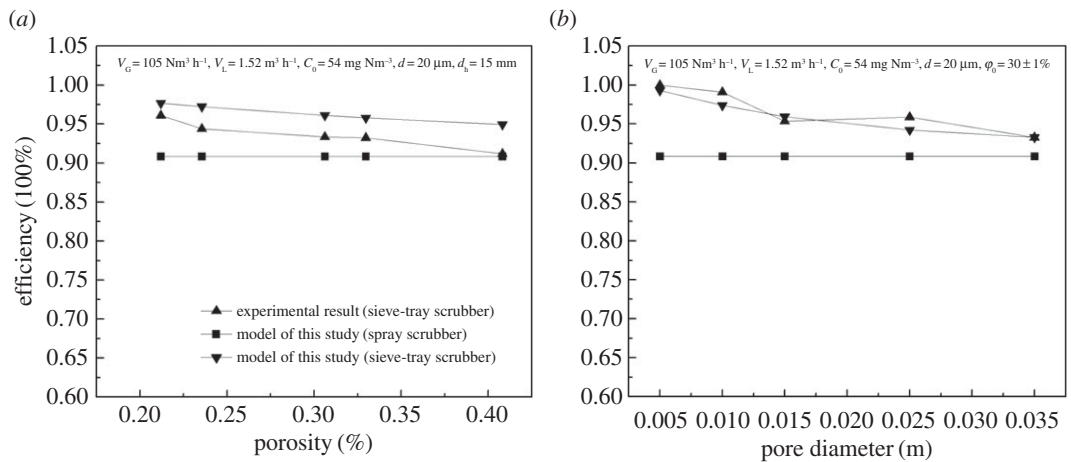 (a)
V_G = 105 Nm³ h⁻¹, V_L = 1.52 m³ h⁻¹, C₀ = 54 mg Nm⁻³, d = 20 μm, d_h = 15 mm
efficiency (100%)
1.05
1.00
0.95
0.90
0.85
0.80
0.75
0.70
0.65
0.60
experimental result (sieve-tray scrubber)
model of this study (spray scrubber)
model of this study (sieve-tray scrubber)
0.20 0.25 0.30 0.35 0.40
porosity (%)
(b)
V_G = 105 Nm³ h⁻¹, V_L = 1.52 m³ h⁻¹, C₀ = 54 mg Nm⁻³, d = 20 μm, φ₀ = 30 ± 1%
1.05
1.00
0.95
0.90
0.85
0.80
0.75
0.70
0.65
0.60
0.005 0.010 0.015 0.020 0.025 0.030 0.035
pore diameter (m)